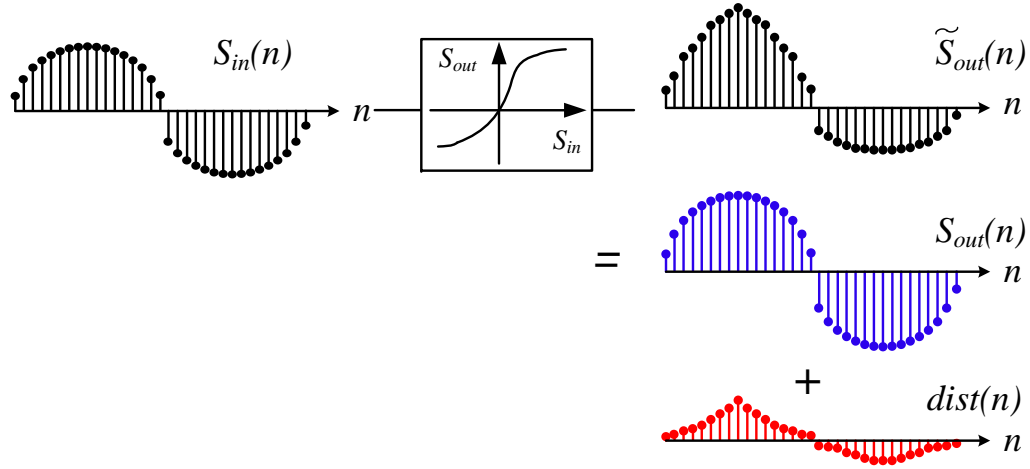 S_in(n)
n
S_out
S_in
S̃_out(n)
n
=
S_out(n)
n
+
dist(n)
n